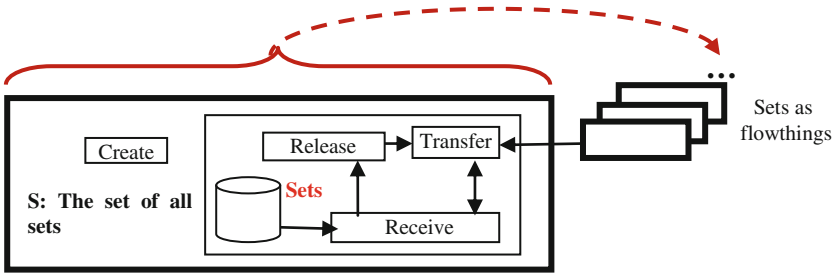 ...
Sets as
flowthings
Create
Release
Transfer
S: The set of all
sets
Sets
Receive